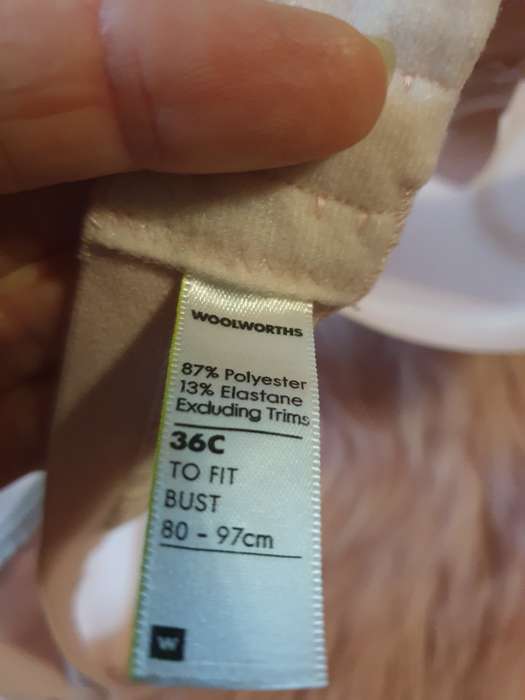 WOOLWORTHS
87% Polyester
13% Elastane
Excluding Trims
36C
TO FIT
BUST
80 - 97cm
W